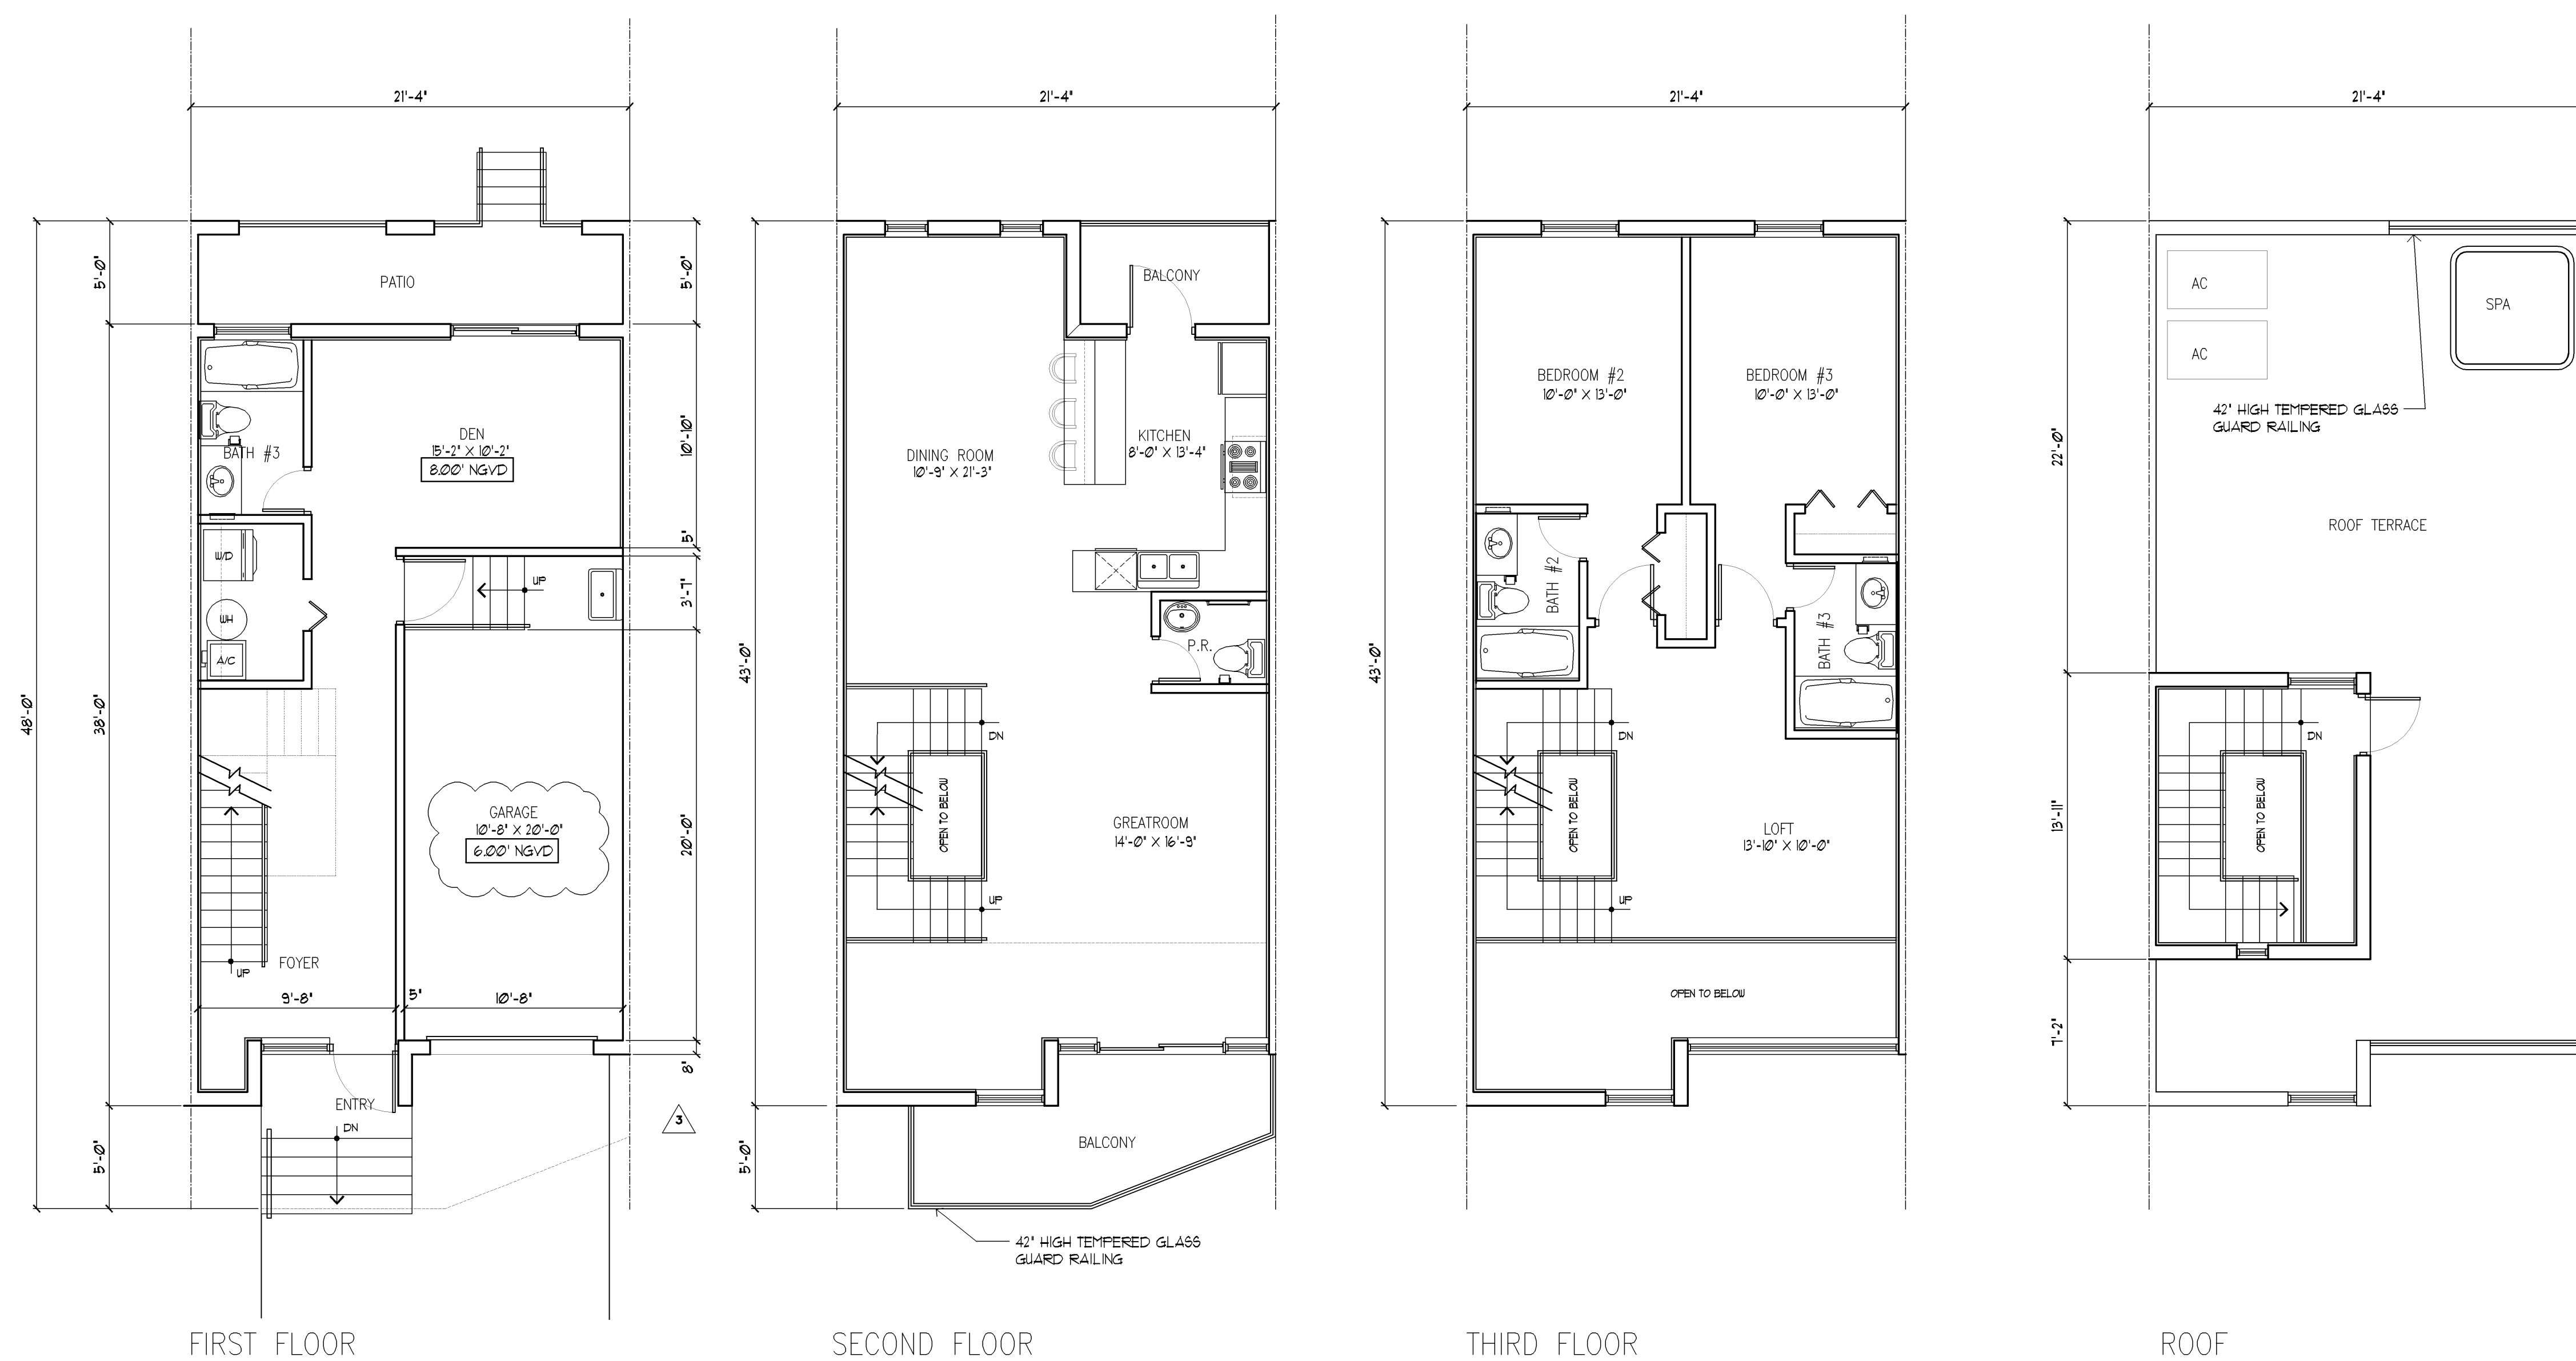 21'-4"
48'-0"
5'-0"
38'-0"
5'-0"
5'-0"
10'-10"
5"
3'-7"
20'-0"
8"
PATIO
DEN
15'-2" X 10'-2"
8.00' NGVD
BATH #3
W/D
WH
A/C
UP
GARAGE
10'-8" X 20'-0"
6.00' NGVD
UP
FOYER
9'-8"
5"
10'-8"
ENTRY
DN
3
FIRST FLOOR
21'-4"
43'-0"
5'-0"
BALCONY
DINING ROOM
10'-9" X 21'-3"
KITCHEN
8'-0" X 13'-4"
P.R.
DN
OPEN TO BELOW
GREATROOM
14'-0" X 16'-9"
UP
BALCONY
42" HIGH TEMPERED GLASS
GUARD RAILING
SECOND FLOOR
21'-4"
43'-0"
BEDROOM #2
10'-0" X 13'-0"
BEDROOM #3
10'-0" X 13'-0"
BATH #2
BATH #3
DN
OPEN TO BELOW
LOFT
13'-10" X 10'-0"
UP
OPEN TO BELOW
THIRD FLOOR
21'-4"
22'-0"
13'-11"
7'-2"
AC
AC
SPA
42" HIGH TEMPERED GLASS
GUARD RAILING
ROOF TERRACE
DN
OPEN TO BELOW
ROOF